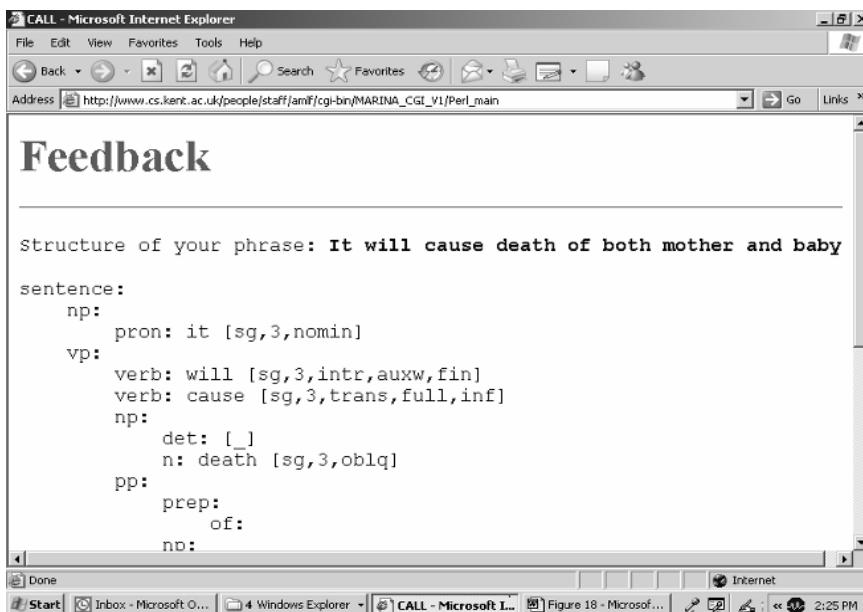 CALL - Microsoft Internet Explorer
File Edit View Favorites Tools Help
Back Search Favorites
Address http://www.cs.kent.ac.uk/people/staff/amlf/cgi-bin/MARINA_CGI_V1/Perl_main Go Links »
Feedback
Structure of your phrase: It will cause death of both mother and baby
sentence:
np:
pron: it [sg,3,nomin]
vp:
verb: will [sg,3,intr,auxw,fin]
verb: cause [sg,3,trans,full,inf]
np:
det: [_]
n: death [sg,3,oblq]
pp:
prep:
of:
np:
Done Internet
Start Inbox - Microsoft O... 4 Windows Explorer CALL - Microsoft I... Figure 18 - Microsof... « 2:25 PM